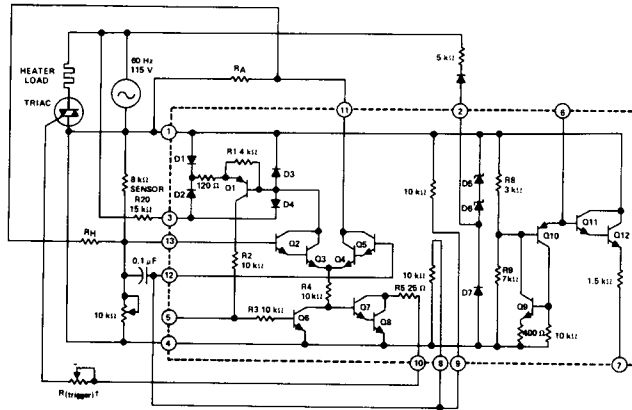 60 Hz
115 V
HEATER
LOAD
TRIAC
RA
5 kΩ
11
2
6
1
D1
R1 4 kΩ
D3
120 Ω
Q1
D2
D4
8 kΩ
SENSOR
R20
15 kΩ
3
RH
13
12
0.1 μF
10 kΩ
5
4
R2
10 kΩ
Q2
Q3
Q4
Q5
R4
10 kΩ
R3 10 kΩ
Q6
Q7
Q8
R5 25
Ω
10 kΩ
10 kΩ
D5
D6
D7
R8
3 kΩ
R9
7 kΩ
Q10
Q9
400 Ω
10 kΩ
Q11
Q12
1.5 kΩ
10
8
9
7
R(trigger)†